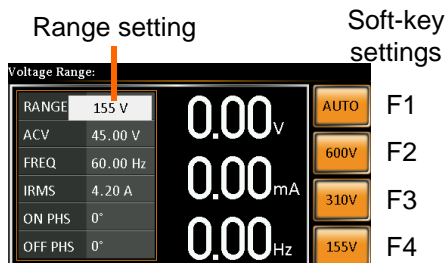 Range setting
Soft-key
settings
Voltage Range:
RANGE 155 V
ACV 45.00 V
FREQ 60.00 Hz
IRMS 4.20 A
ON PHS 0°
OFF PHS 0°
0.00V
0.00mA
0.00Hz
AUTO F1
600V F2
310V F3
155V F4